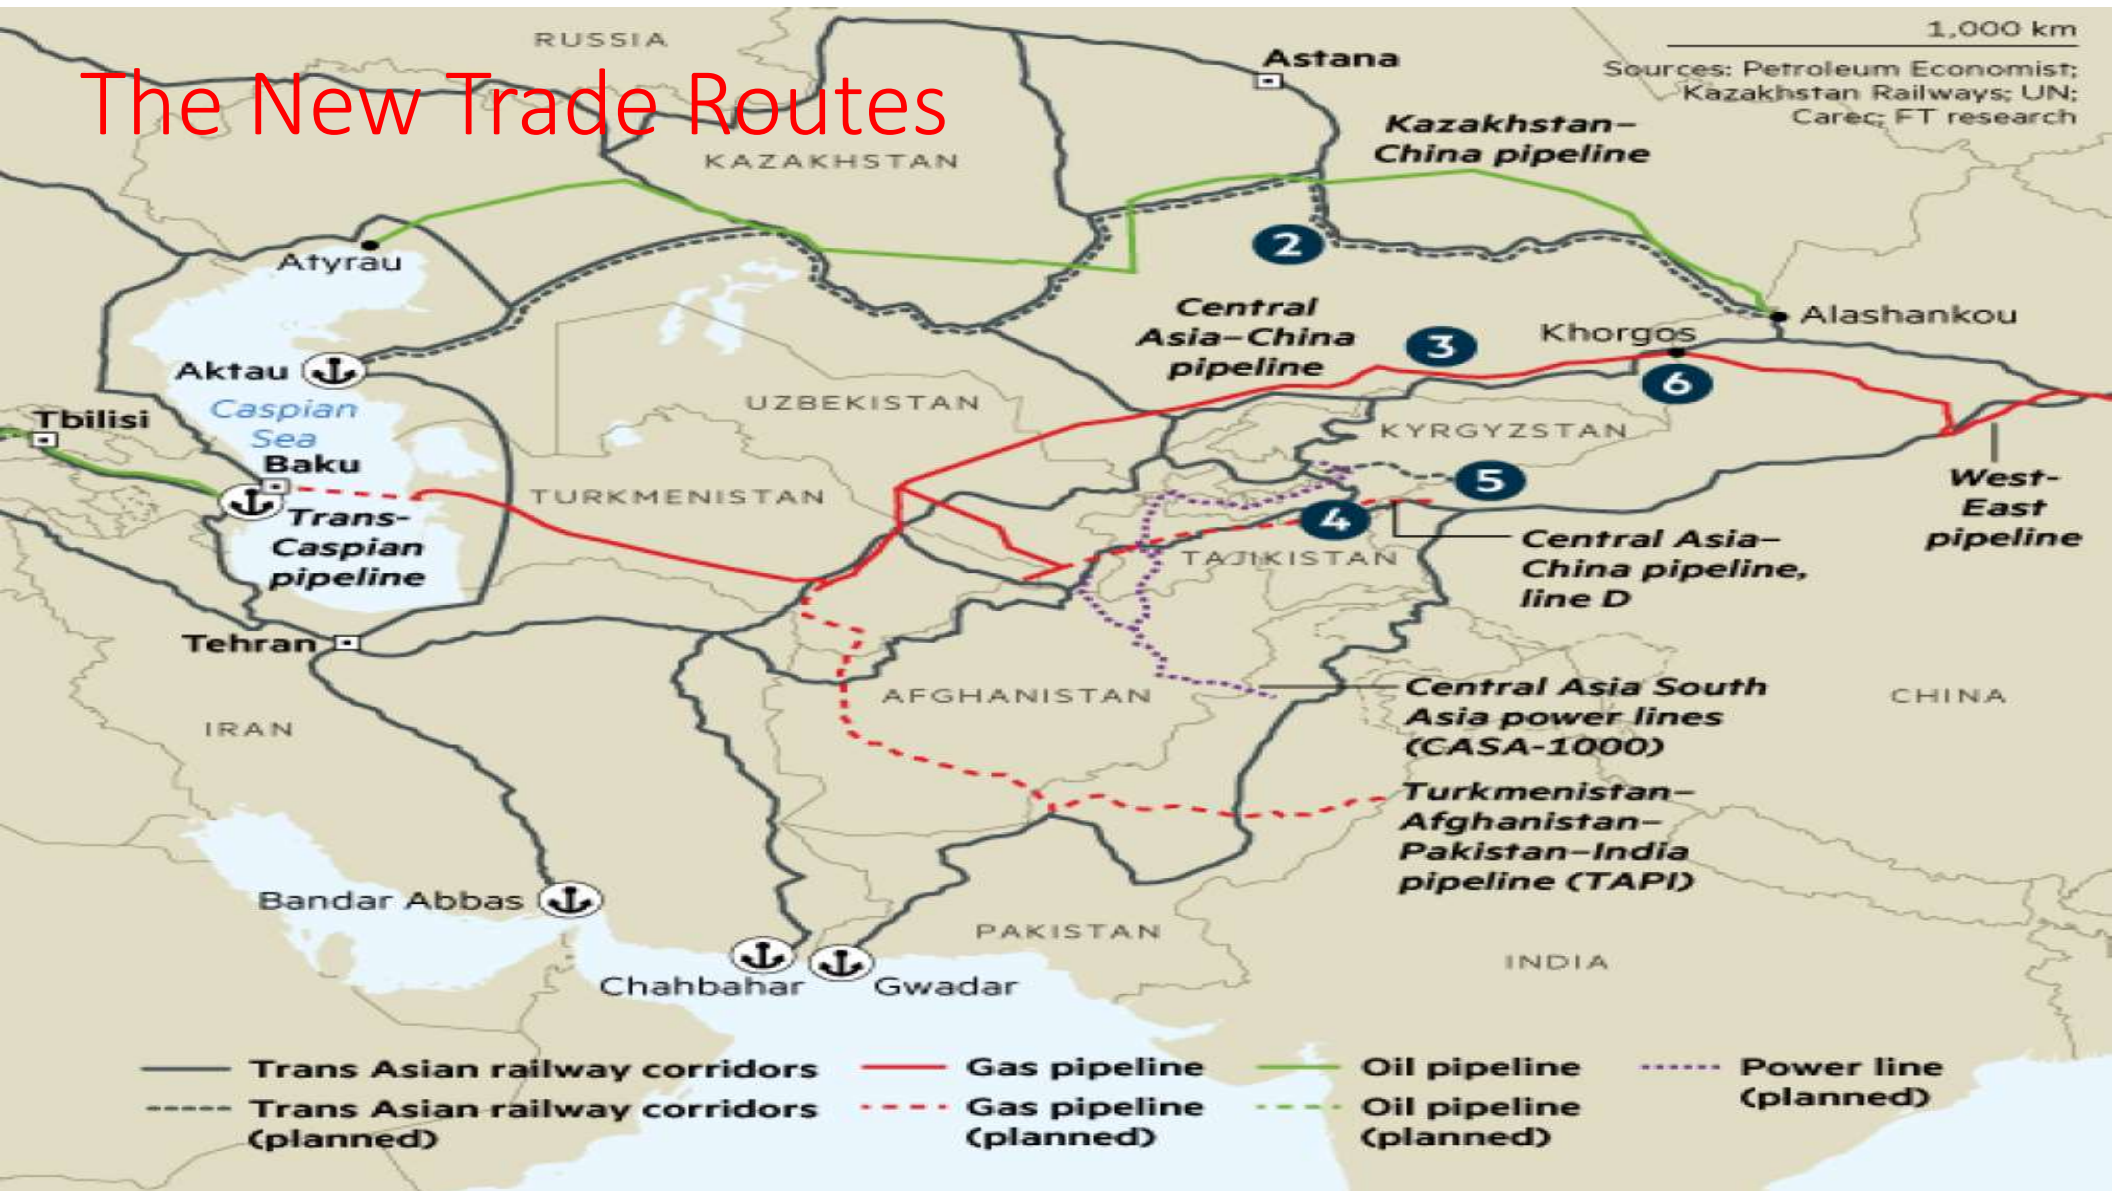 The New Trade Routes
1,000 km
Sources: Petroleum Economist;
Kazakhstan Railways; UN;
Carec; FT research
RUSSIA
Astana
Kazakhstan–
China pipeline
KAZAKHSTAN
2
Atyrau
Central
Asia–China
pipeline
3
Khorgos
Alashankou
6
Aktau
Caspian
Sea
UZBEKISTAN
KYRGYZSTAN
Tbilisi
Baku
TURKMENISTAN
5
West-
East
pipeline
Trans-
Caspian
pipeline
4
TAJIKISTAN
Central Asia–
China pipeline,
line D
Tehran
AFGHANISTAN
Central Asia South
Asia power lines
(CASA-1000)
CHINA
IRAN
Turkmenistan–
Afghanistan–
Pakistan–India
pipeline (TAPI)
Bandar Abbas
PAKISTAN
INDIA
Chahbahar
Gwadar
Trans Asian railway corridors
Trans Asian railway corridors
(planned)
Gas pipeline
Gas pipeline
(planned)
Oil pipeline
Oil pipeline
(planned)
Power line
(planned)